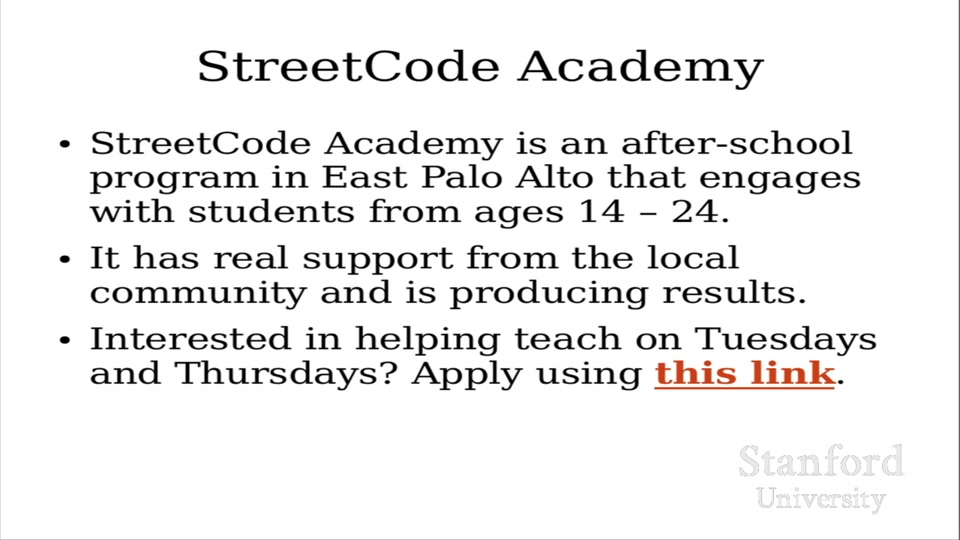 StreetCode Academy
• StreetCode Academy is an after-school
program in East Palo Alto that engages
with students from ages 14 – 24.
• It has real support from the local
community and is producing results.
• Interested in helping teach on Tuesdays
and Thursdays? Apply using this link.
Stanford
University